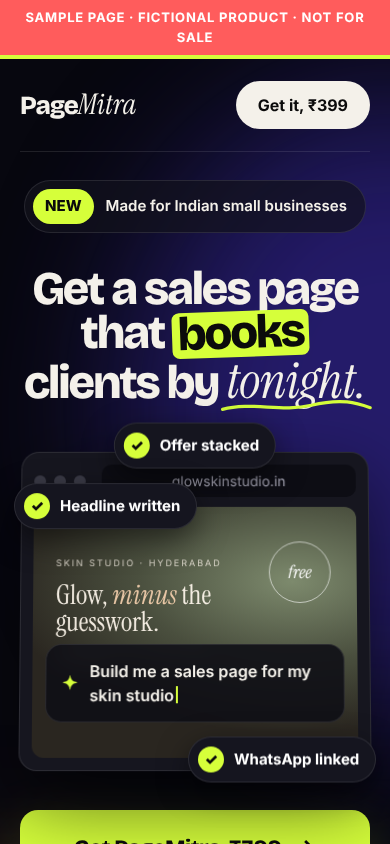 SAMPLE PAGE · FICTIONAL PRODUCT · NOT FOR
SALE
PageMitra
Get it, ₹399
NEW
Made for Indian small businesses
Get a sales page
that books
clients by tonight.
Offer stacked
glowskinstudio.in
Headline written
SKIN STUDIO · HYDERABAD
free
Glow, minus the
guesswork.
Build me a sales page for my
skin studio
WhatsApp linked